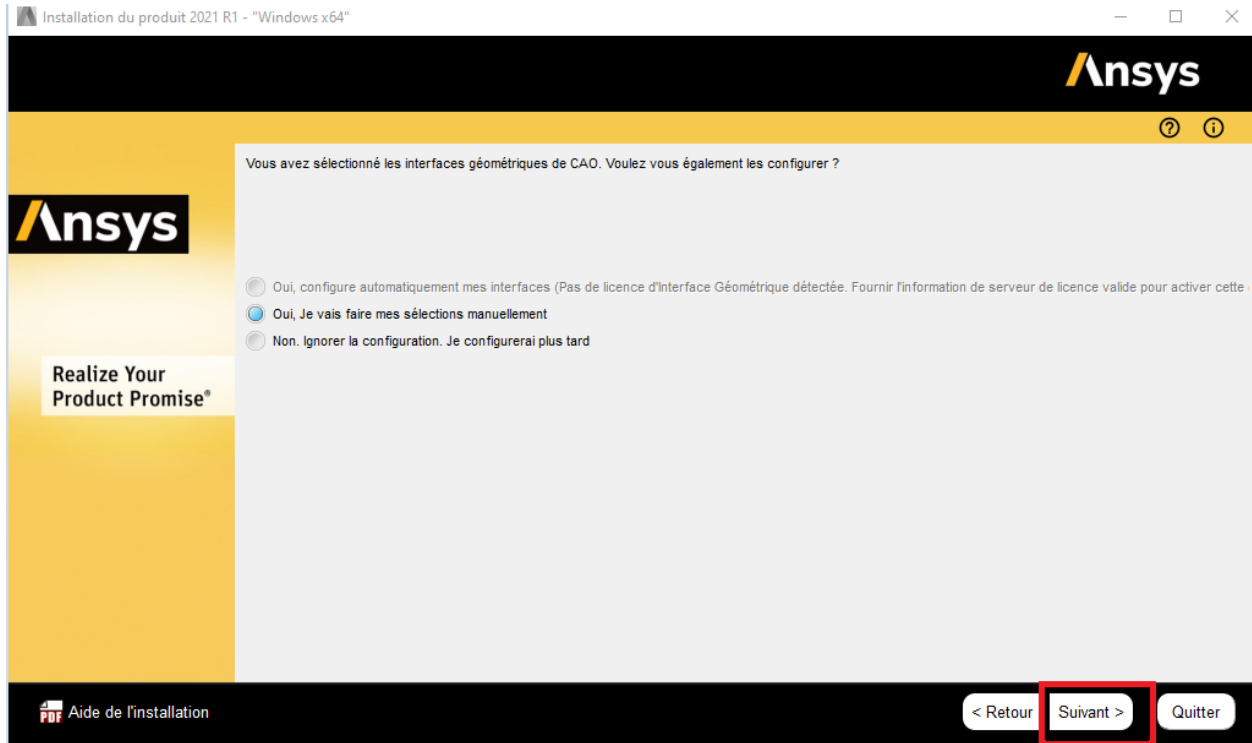 Installation du produit 2021 R1 - "Windows x64"
Ansys
Vous avez sélectionné les interfaces géométriques de CAO. Voulez vous également les configurer ?
Ansys
Oui, configure automatiquement mes interfaces (Pas de licence d'Interface Géométrique détectée. Fournir l'information de serveur de licence valide pour activer cette
Oui, Je vais faire mes sélections manuellement
Non. Ignorer la configuration. Je configurerai plus tard
Realize Your
Product Promise®
PDF Aide de l'installation
< Retour Suivant > Quitter